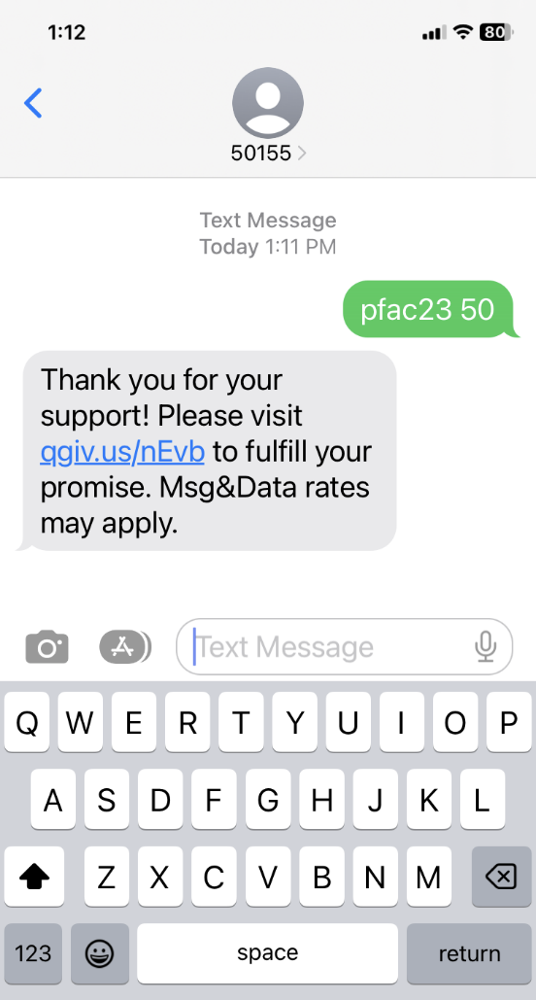 1:12
80
50155
Text Message
Today 1:11 PM
pfac23 50
Thank you for your
support! Please visit
qgiv.us/nEvb to fulfill your
promise. Msg&Data rates
may apply.
Text Message
Q W E R T Y U I O P
A S D F G H J K L
Z X C V B N M
123 space return